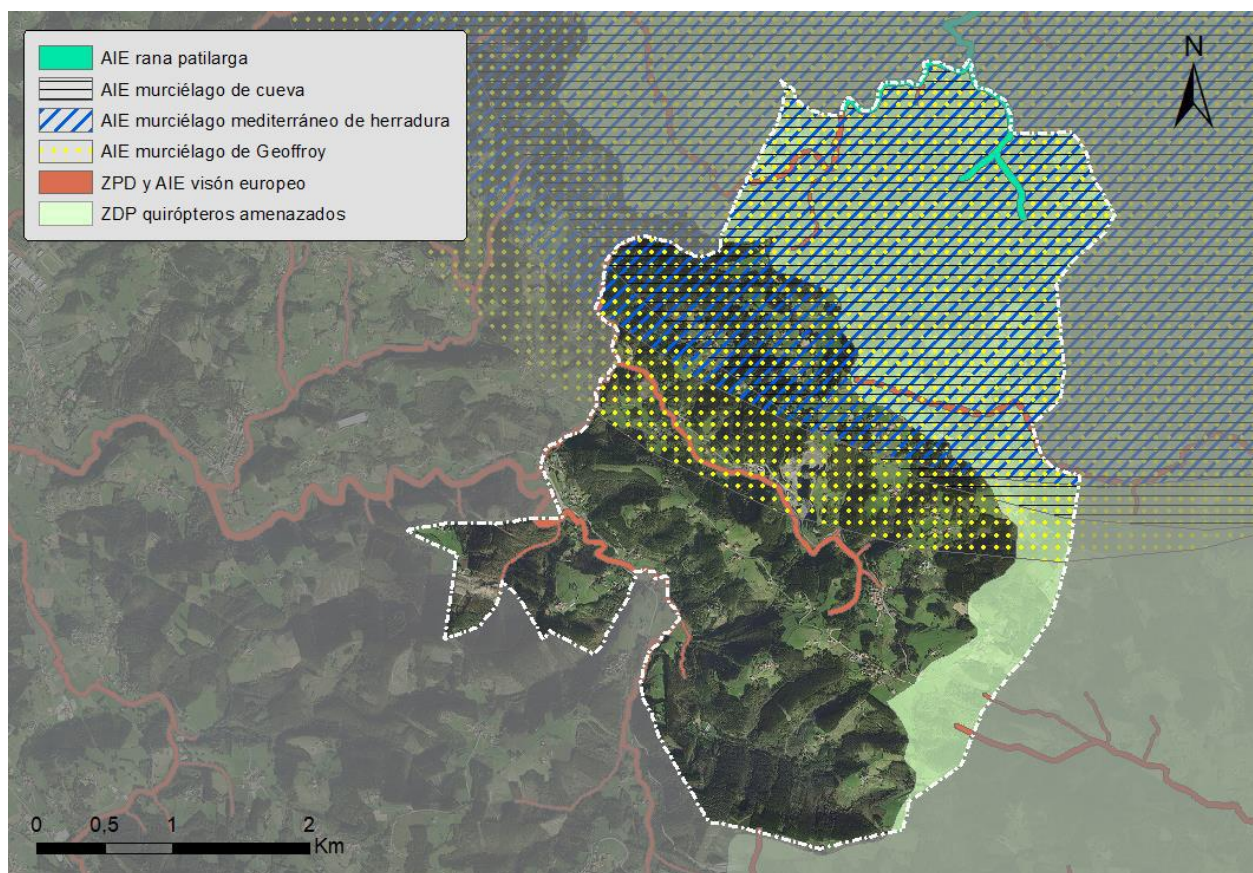 AIE rana patilarga
AIE murciélago de cueva
AIE murciélago mediterráneo de herradura
AIE murciélago de Geoffroy
ZPD y AIE visón europeo
ZDP quirópteros amenazados
N
0 0,5 1 2
Km